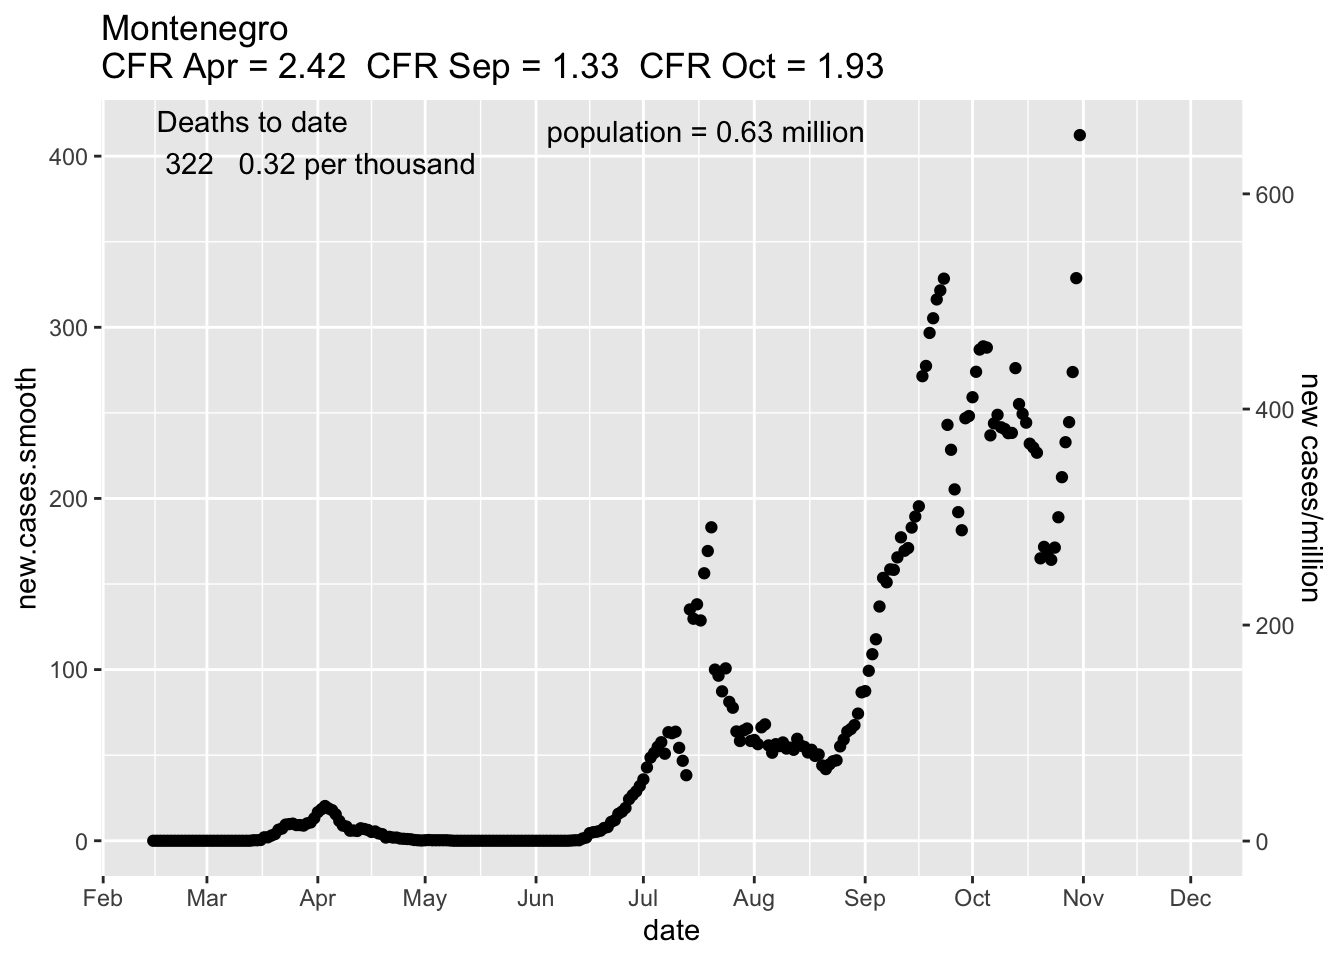 Montenegro
CFR Apr = 2.42  CFR Sep = 1.33  CFR Oct = 1.93
Deaths to date
322   0.32 per thousand
population = 0.63 million
new.cases.smooth
400
300
200
100
0
new cases/million
600
400
200
0
Feb Mar Apr May Jun Jul Aug Sep Oct Nov Dec
date